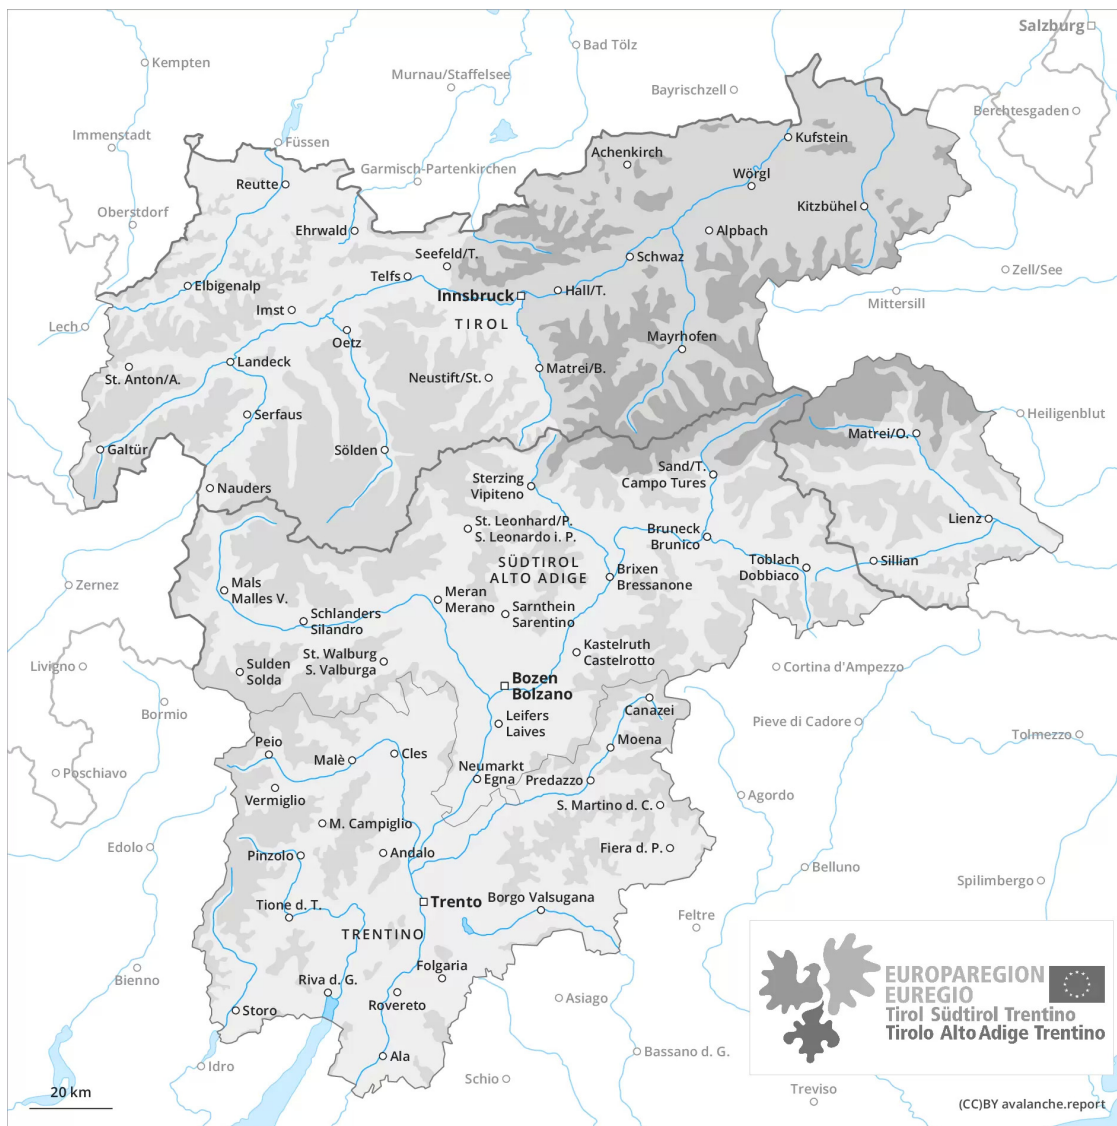 Salzburg
Kempten
Bad Tölz
Murnau/Staffelsee
Bayrischzell
Berchtesgaden
Immenstadt
Füssen
Kufstein
Achenkirch
Garmisch-Partenkirchen
Wörgl
Reutte
Oberstdorf
Kitzbühel
Ehrwald
Alpbach
Seefeld/T.
Schwaz
Telfs
Zell/See
Elbigenalp
Innsbruck
Hall/T.
Mittersill
Imst
Lech
TIROL
Oetz
Mayrhofen
Landeck
Matrei/B.
St. Anton/A.
Neustift/St.
Serfaus
Heiligenblut
Matrei/O.
Galtür
Sölden
Sand/T.
Campo Tures
Sterzing
Vipiteno
Nauders
Lienz
St. Leonhard/P.
S. Leonardo i. P.
Bruneck
Brunico
SÜDTIROL
ALTO ADIGE
Toblach
Dobbiaco
Sillian
Brixen
Bressanone
Zernez
Mals
Malles V.
Meran
Merano
Schlanders
Silandro
Sarnthein
Sarentino
Kastelruth
Castelrotto
St. Walburg
S. Valburga
Livigno
Sulden
Solda
Cortina d'Ampezzo
Bozen
Bolzano
Bormio
Canazei
Leifers
Laives
Pieve di Cadore
Tolmezzo
Peio
Malè
Cles
Moena
Poschiavo
Neumarkt
Egna
Predazzo
Vermiglio
S. Martino d. C.
Agordo
M. Campiglio
Edolo
Pinzolo
Andalo
Fiera d. P.
Belluno
Spilimbergo
Tione d. T.
Trento
Borgo Valsugana
Feltre
TRENTINO
Bienno
Folgaria
Riva d. G.
Rovereto
Asiago
Storo
EUROPAREGION
EUREGIO
Tirol Südtirol Trentino
Tirolo Alto Adige Trentino
Idro
Ala
Bassano d. G.
Schio
Treviso
20 km
(CC)BY avalanche.report